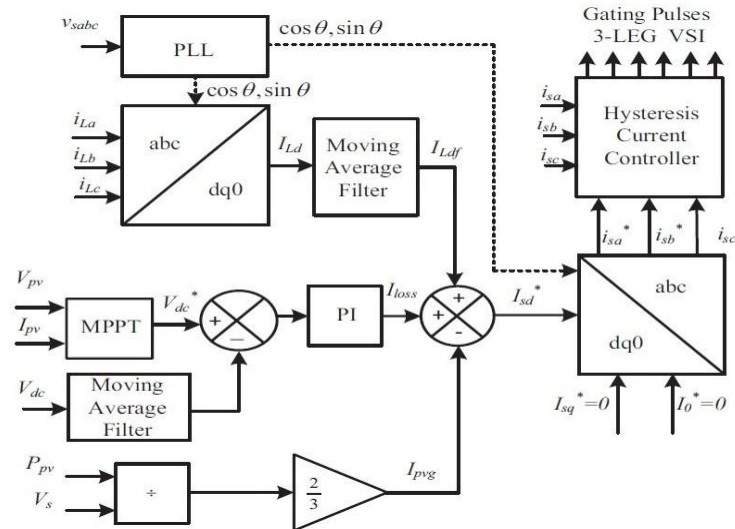 Gating Pulses
3-LEG VSI
cosθ, sinθ
v_sabc
PLL
cosθ, sinθ
i_sa
i_sb
i_sc
Hysteresis
Current
Controller
i_La
i_Lb
i_Lc
abc
dq0
I_Ld
Moving
Average
Filter
I_Ldf
i_sa*
i_sb*
i_sc
V_pv
I_pv
MPPT
V_dc*
+
−
PI
I_loss
+
+
-
I_sd*
abc
dq0
V_dc
Moving
Average
Filter
I_sq*=0
I_0*=0
P_pv
V_s
÷
2
3
I_pvg